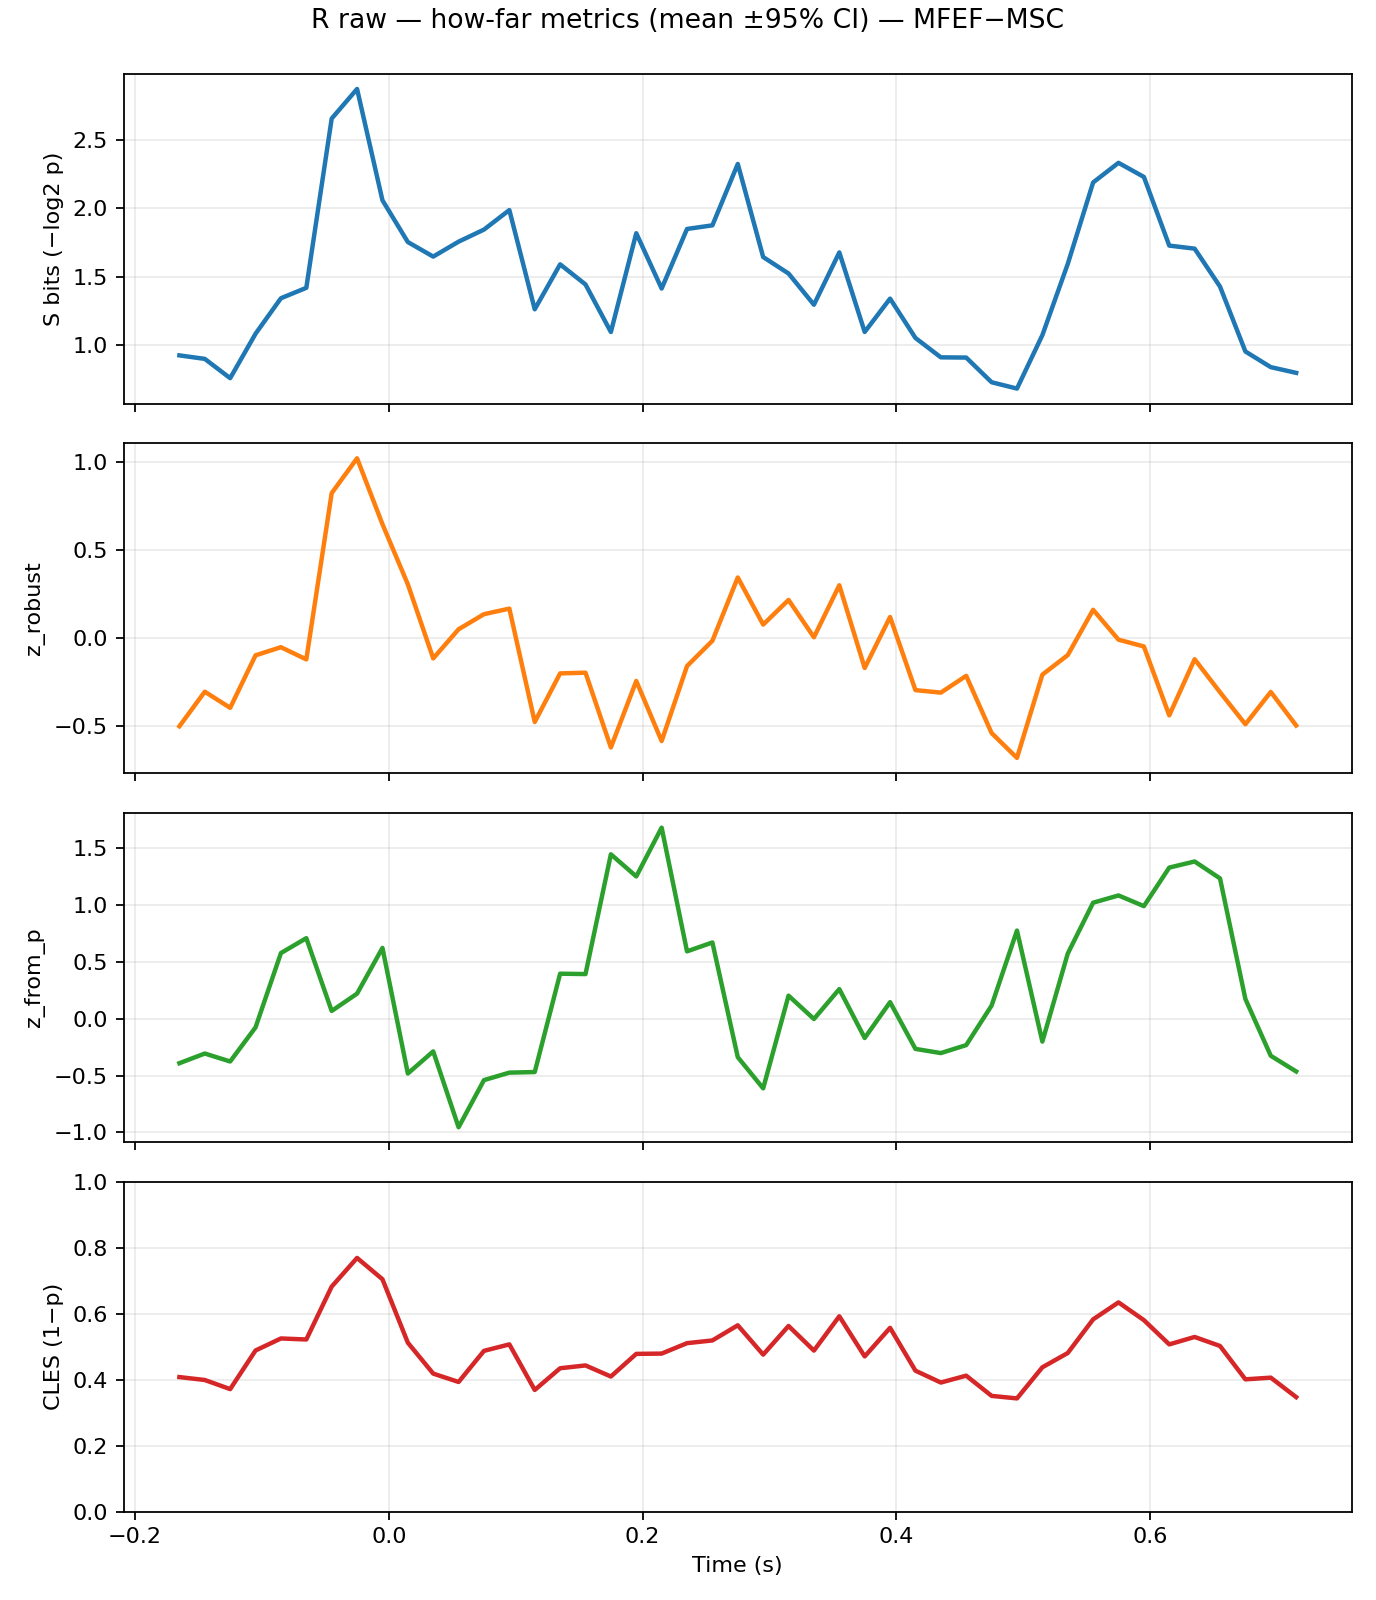 R raw — how-far metrics (mean ±95% CI) — MFEF−MSC
S bits (−log2 p)
2.5
2.0
1.5
1.0
z_robust
1.0
0.5
0.0
−0.5
z_from_p
1.5
1.0
0.5
0.0
−0.5
−1.0
CLES (1−p)
1.0
0.8
0.6
0.4
0.2
0.0
−0.2 0.0 0.2 0.4 0.6
Time (s)